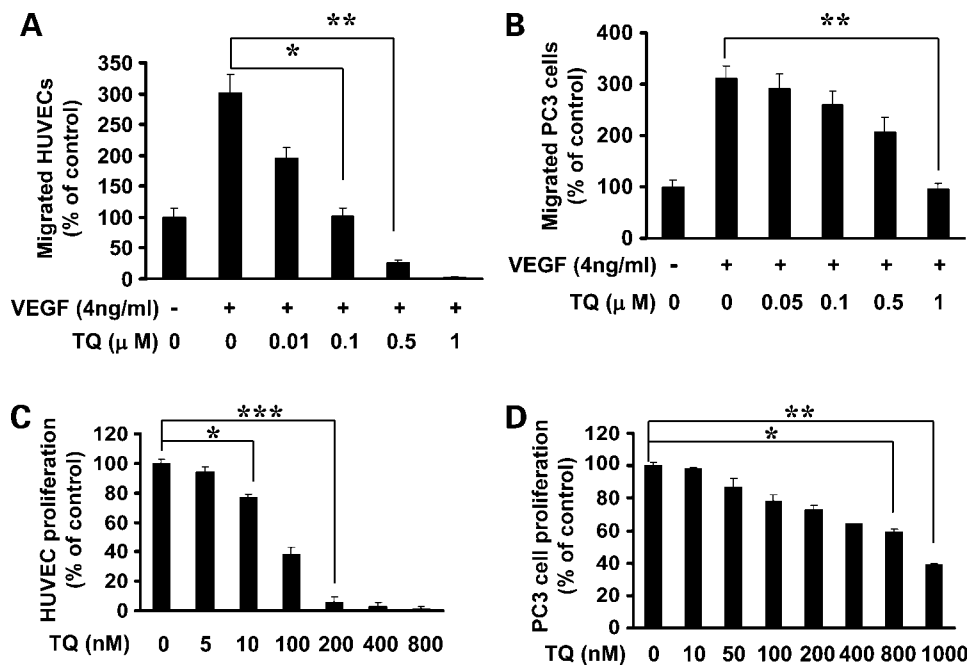 A
**
*
Migrated HUVECs
(% of control)
350
300
250
200
150
100
50
0
VEGF (4ng/ml) - + + + + +
TQ (μ M) 0 0 0.01 0.1 0.5 1
B
**
Migrated PC3 cells
(% of control)
400
300
200
100
0
VEGF (4ng/ml) - + + + + +
TQ (μ M) 0 0 0.05 0.1 0.5 1
C
***
*
HUVEC proliferation
(% of control)
120
100
80
60
40
20
0
TQ (nM) 0 5 10 100 200 400 800
D
**
*
PC3 cell proliferation
(% of control)
120
100
80
60
40
20
0
TQ (nM) 0 10 50 100 200 400 800 1000